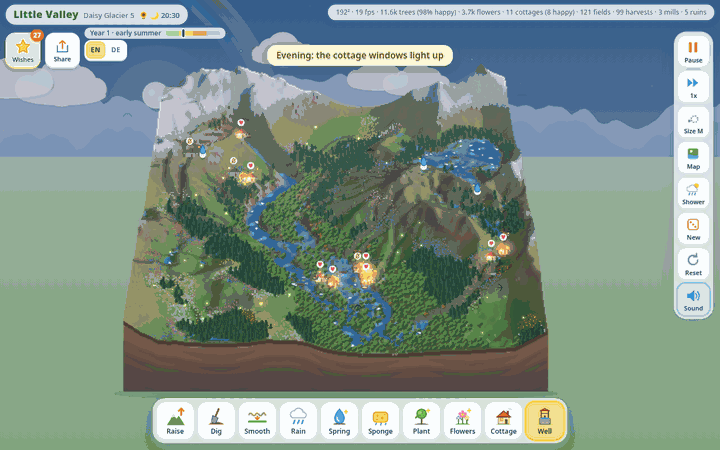 Little Valley Daisy Glacier 5 20:30
192² · 19 fps · 11.6k trees (98% happy) · 3.7k flowers · 11 cottages (8 happy) · 121 fields · 99 harvests · 3 mills · 5 ruins
27
Wishes
Share
Year 1 · early summer
EN
DE
Evening: the cottage windows light up
Pause
1x
Size M
Map
Shower
New
Reset
Sound
Raise
Dig
Smooth
Rain
Spring
Sponge
Plant
Flowers
Cottage
Well